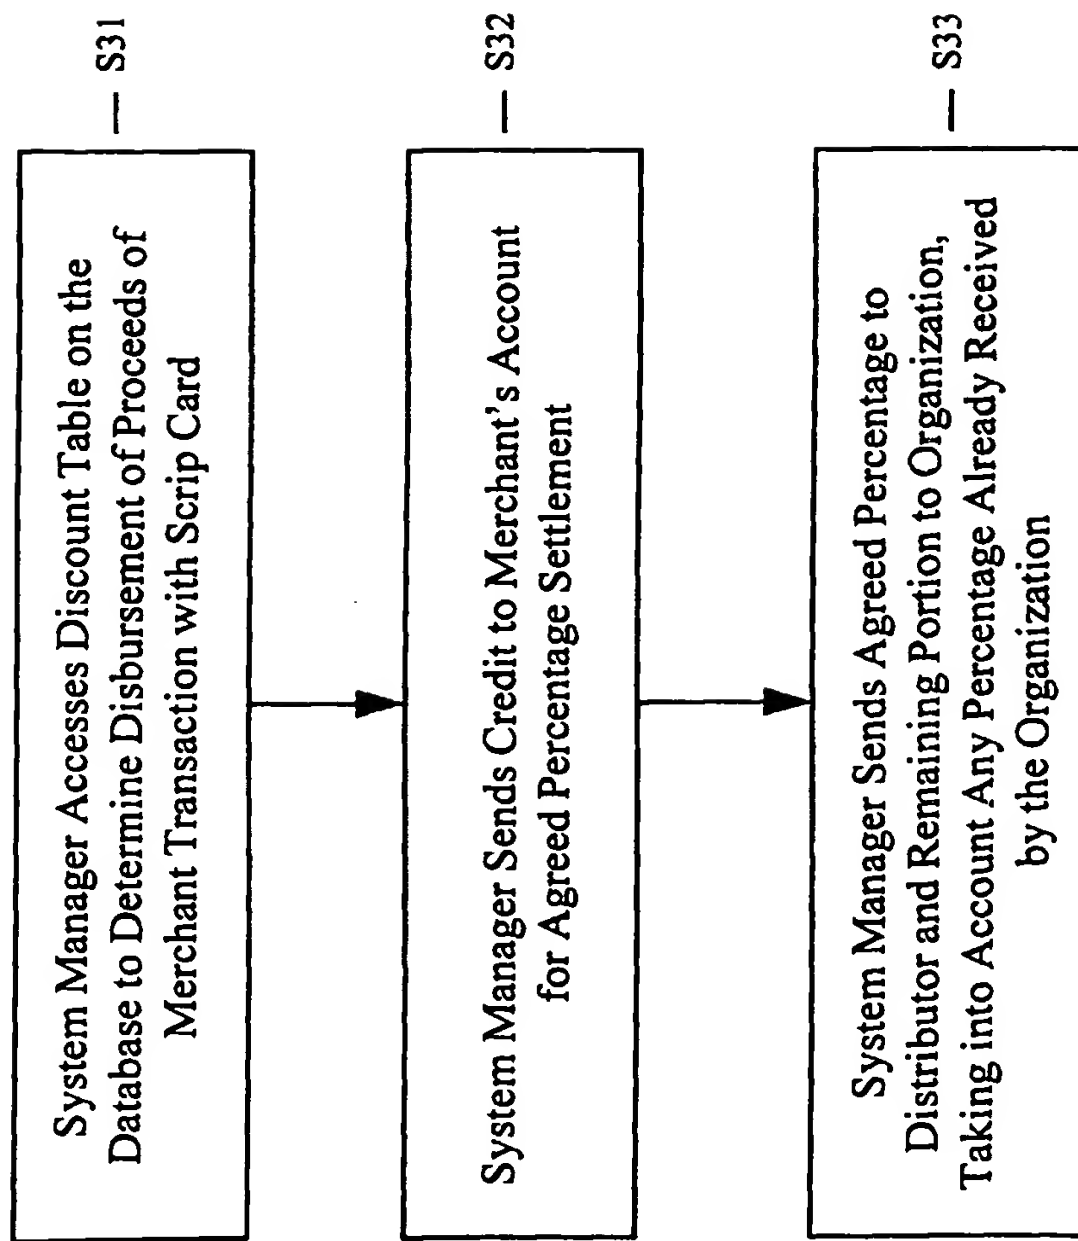 System Manager Accesses Discount Table on the
Database to Determine Disbursement of Proceeds of
Merchant Transaction with Scrip Card
— S31
System Manager Sends Credit to Merchant's Account
for Agreed Percentage Settlement
— S32
System Manager Sends Agreed Percentage to
Distributor and Remaining Portion to Organization,
Taking into Account Any Percentage Already Received
by the Organization
— S33